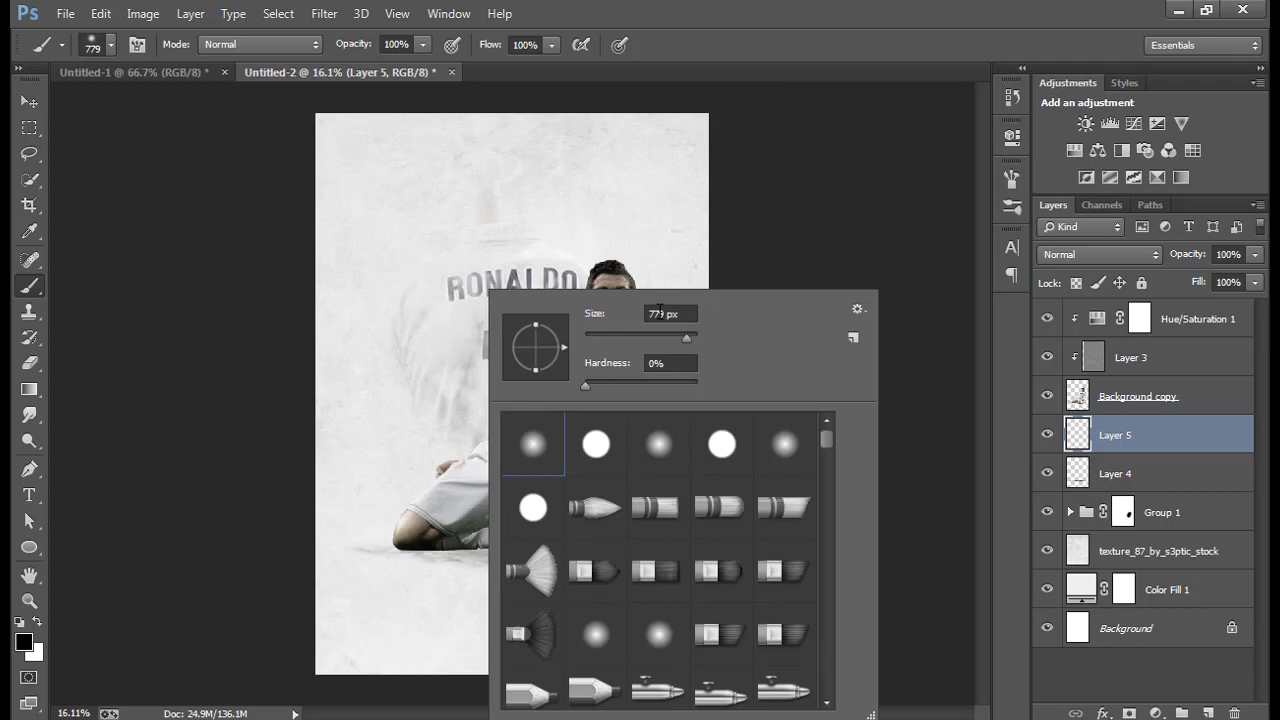 Ps File Edit Image Layer Type Select Filter 3D View Window Help
779 Mode: Normal Opacity: 100% Flow: 100% Essentials
Untitled-1 @ 66.7% (RGB/8) * × Untitled-2 @ 16.1% (Layer 5, RGB/8) * ×
Adjustments Styles
Add an adjustment
Layers Channels Paths
Kind
Normal Opacity: 100%
Lock: Fill: 100%
Hue/Saturation 1
Layer 3
Background copy
Layer 5
Layer 4
Group 1
texture_87_by_s3ptic_stock
Color Fill 1
Background
RONALDO
Size: 779 px
Hardness: 0%
16.11% Doc: 24.9M/136.1M